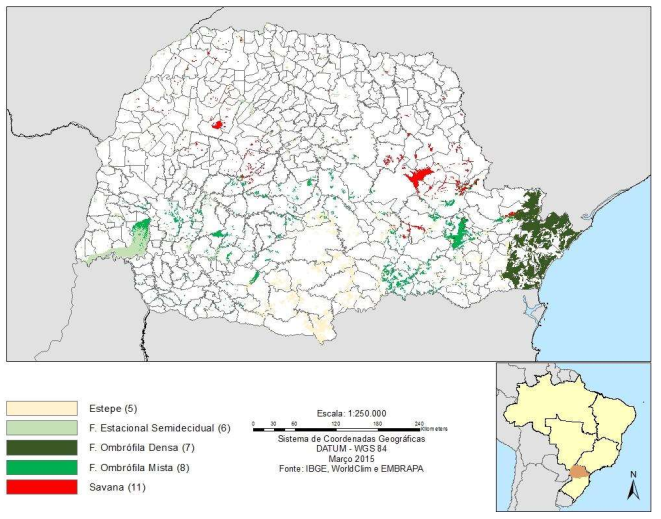 Estepe (5)
F. Estacional Semidecidual (6)
F. Ombrófila Densa (7)
F. Ombrófila Mista (8)
Savana (11)
Escala: 1:250.000
0 30 60 120 180 240
Kilometers
Sistema de Coordenadas Geográficas
DATUM - WGS 84
Março 2015
Fonte: IBGE, WorldClim e EMBRAPA
N